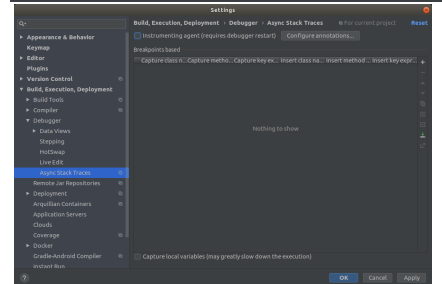 Settings
Build, Execution, Deployment › Debugger › Async Stack Traces
For current project
Reset
Appearance & Behavior
Keymap
Editor
Plugins
Version Control
Build, Execution, Deployment
Build Tools
Compiler
Debugger
Data Views
Stepping
HotSwap
Live Edit
Async Stack Traces
Remote Jar Repositories
Deployment
Arquillian Containers
Application Servers
Clouds
Coverage
Docker
Gradle-Android Compiler
Instant Run
Instrumenting agent (requires debugger restart)
Configure annotations...
Breakpoints based
Capture class n... Capture metho... Capture key ex... Insert class na... Insert method ... Insert key expr...
Nothing to show
Capture local variables (may greatly slow down the execution)
?
OK
Cancel
Apply